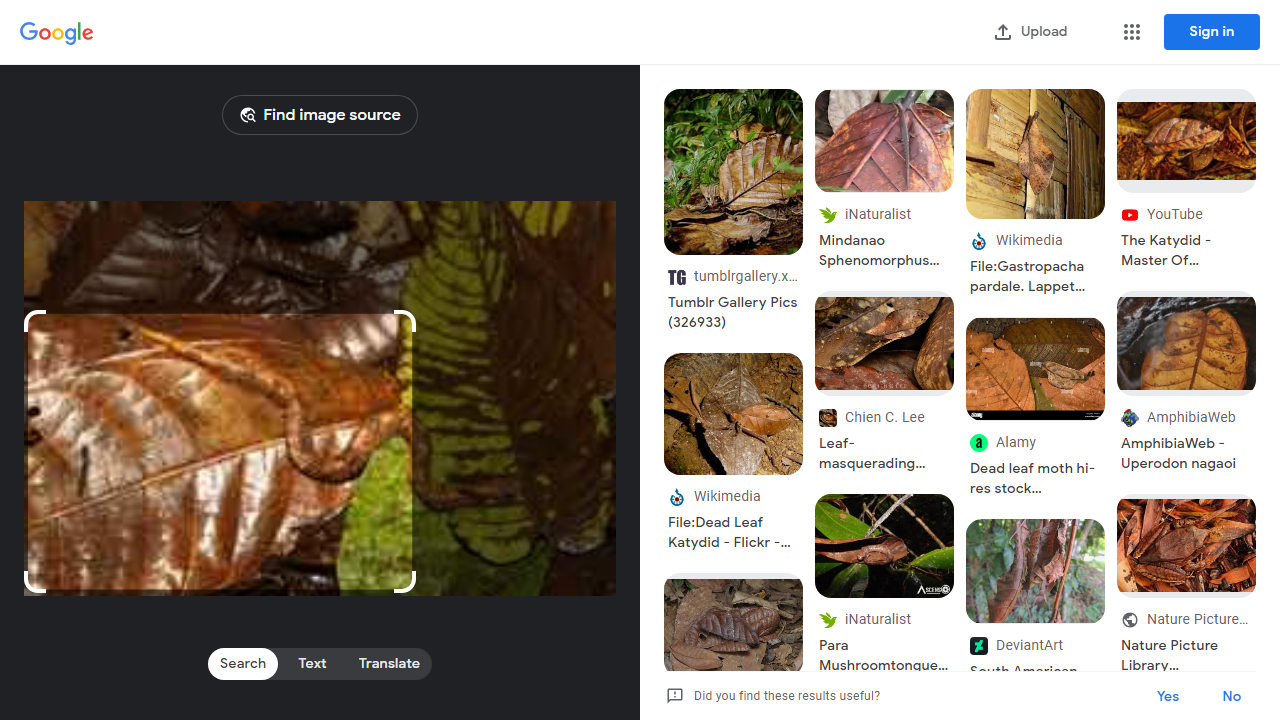 Google
Upload
Sign in
Find image source
Search
Text
Translate
TG
tumblrgallery.x...
Tumblr Gallery Pics
(326933)
Wikimedia
File:Dead Leaf
Katydid - Flickr -...
iNaturalist
Mindanao
Sphenomorphus...
Chien C. Lee
Leaf-
masquerading...
iNaturalist
Para
Mushroomtongue...
Wikimedia
File:Gastropacha
pardale. Lappet...
a
Alamy
Dead leaf moth hi-
res stock...
DeviantArt
South American
YouTube
The Katydid -
Master Of...
AmphibiaWeb
AmphibiaWeb -
Uperodon nagaoi
Nature Picture...
Nature Picture
Library...
Did you find these results useful?
Yes
No